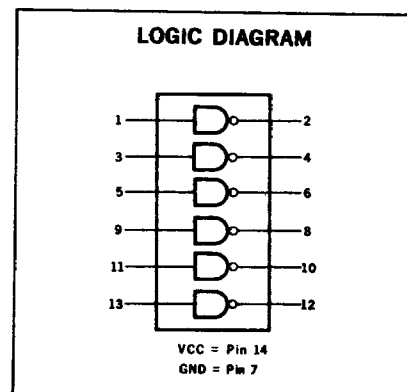 LOGIC DIAGRAM
1 2
3 4
5 6
9 8
11 10
13 12
VCC = Pin 14
GND = Pin 7